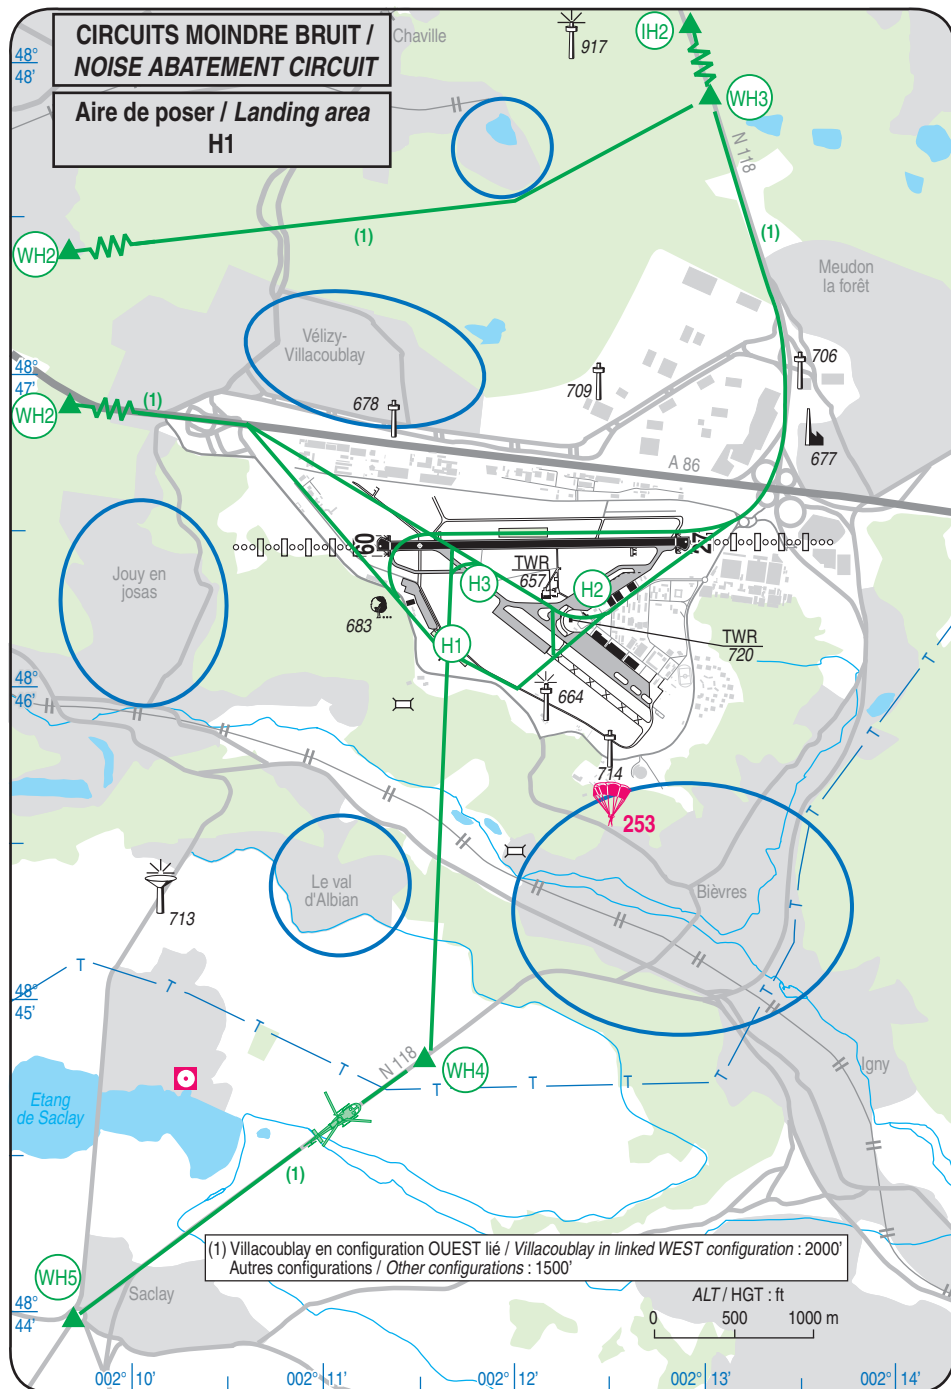 CIRCUITS MOINDRE BRUIT /
NOISE ABATEMENT CIRCUIT
Aire de poser / Landing area
H1
Chaville
917
IH2
WH3
48°
48'
N 118
(1)
(1)
WH2
Meudon
la forêt
Vélizy-
Villacoublay
48°
47'
706
709
678
WH2
(1)
677
A 86
09
27
TWR
657
H3
H2
Jouy en
josas
683
H1
TWR
720
48°
46'
664
T
T
714
253
T
Le val
d'Albian
Bièvres
T
713
T
T
48°
45'
T
T
N 118
WH4
Igny
T
T
T
T
Etang
de Saclay
(1)
(1) Villacoublay en configuration OUEST lié / Villacoublay in linked WEST configuration : 2000'
Autres configurations / Other configurations : 1500'
WH5
Saclay
ALT / HGT : ft
0 500 1000 m
48°
44'
002° 10' 002° 11' 002° 12' 002° 13' 002° 14'